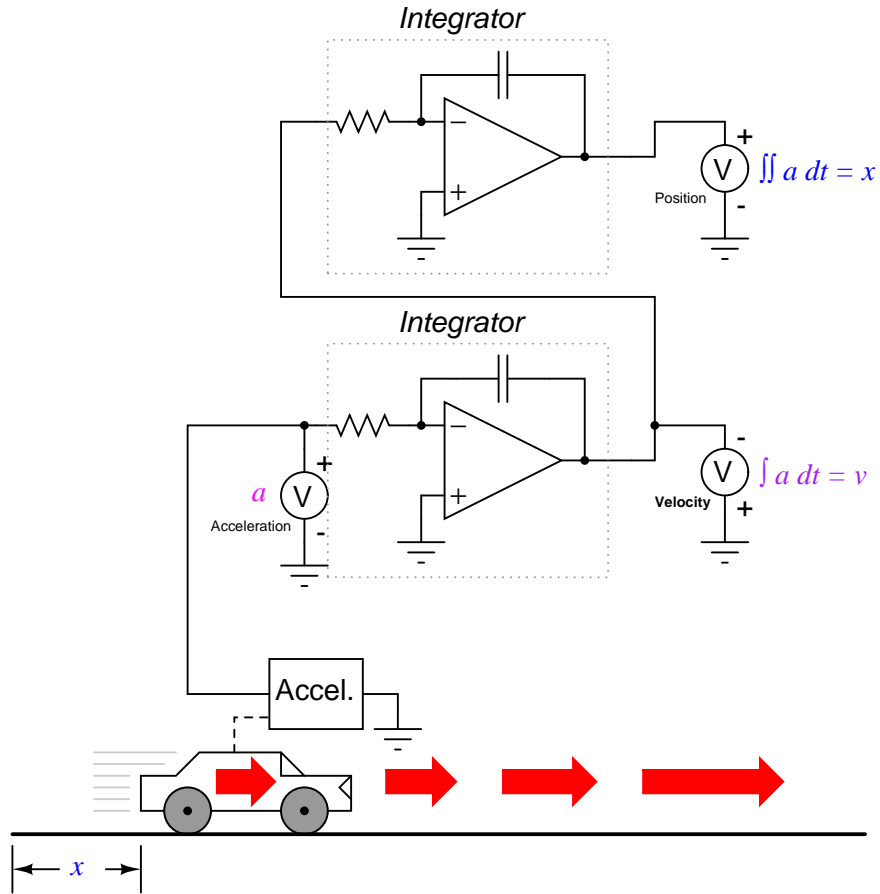 Integrator
−
+
V
+
-
Position
∫∫ a dt = x
Integrator
−
+
a
V
+
-
Acceleration
V
-
+
Velocity
∫ a dt = v
Accel.
x